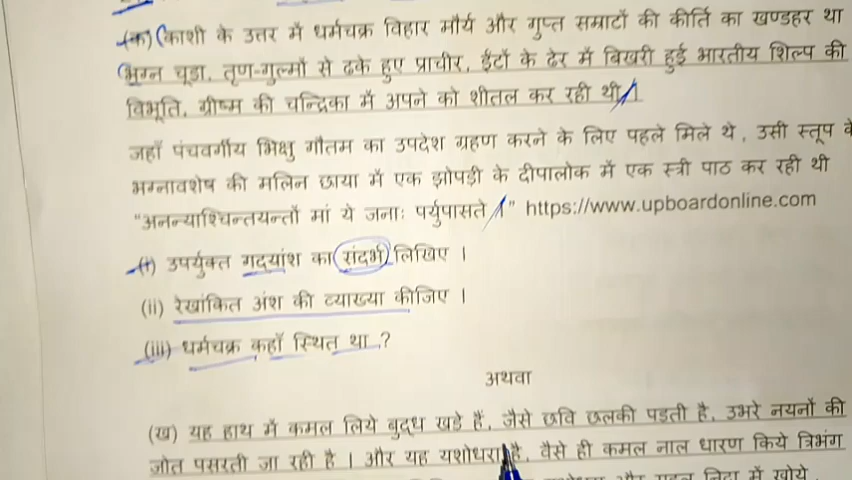 (क) काशी के उत्तर में धर्मचक्र विहार मौर्य और गुप्त सम्राटों की कीर्ति का खण्डहर था
भग्न चूडा, तृण-गुल्मों से ढके हुए प्राचीर, ईंटों के ढेर में बिखरी हुई भारतीय शिल्प की
विभूति, ग्रीष्म की चन्द्रिका में अपने को शीतल कर रही थी।
जहाँ पंचवर्गीय भिक्षु गौतम का उपदेश ग्रहण करने के लिए पहले मिले थे, उसी स्तूप के
भग्नावशेष की मलिन छाया में एक झोपड़ी के दीपालोक में एक स्त्री पाठ कर रही थी
"अनन्याश्चिन्तयन्तों मां ये जनाः पर्युपासते।" https://www.upboardonline.com
(i) उपर्युक्त गद्यांश का संदर्भ लिखिए ।
(ii) रेखांकित अंश की व्याख्या कीजिए ।
(iii) धर्मचक्र कहाँ स्थित था ?
अथवा
(ख) यह हाथ में कमल लिये बुद्ध खड़े हैं, जैसे छवि छलकी पड़ती है, उभरे नयनों की
जोत पसरती जा रही है । और यह यशोधरा है, वैसे ही कमल नाल धारण किये त्रिभंग
और निद्रा में खोये